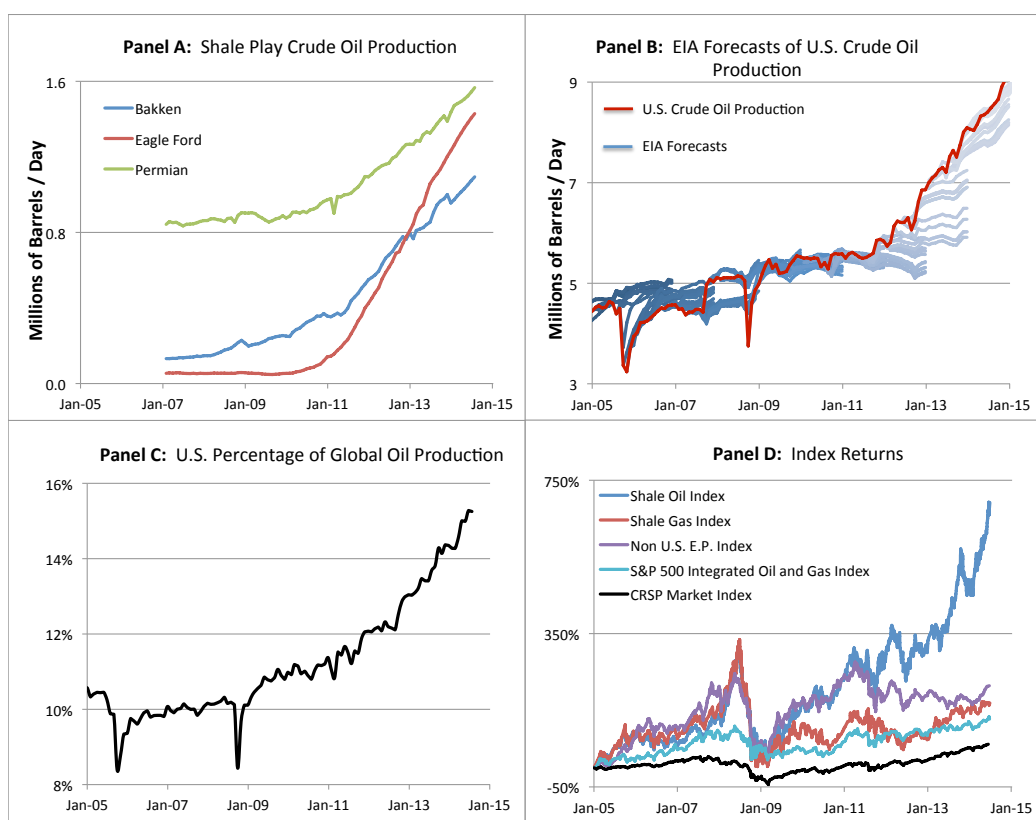 Panel A: Shale Play Crude Oil Production
Millions of Barrels / Day
1.6
0.8
0.0
Bakken
Eagle Ford
Permian
Jan-05 Jan-07 Jan-09 Jan-11 Jan-13 Jan-15
Panel B: EIA Forecasts of U.S. Crude Oil
Production
Millions of Barrels / Day
9
7
5
3
U.S. Crude Oil Production
EIA Forecasts
Jan-05 Jan-07 Jan-09 Jan-11 Jan-13 Jan-15
Panel C: U.S. Percentage of Global Oil Production
16%
14%
12%
10%
8%
Jan-05 Jan-07 Jan-09 Jan-11 Jan-13 Jan-15
Panel D: Index Returns
750%
350%
-50%
Shale Oil Index
Shale Gas Index
Non U.S. E.P. Index
S&P 500 Integrated Oil and Gas Index
CRSP Market Index
Jan-05 Jan-07 Jan-09 Jan-11 Jan-13 Jan-15